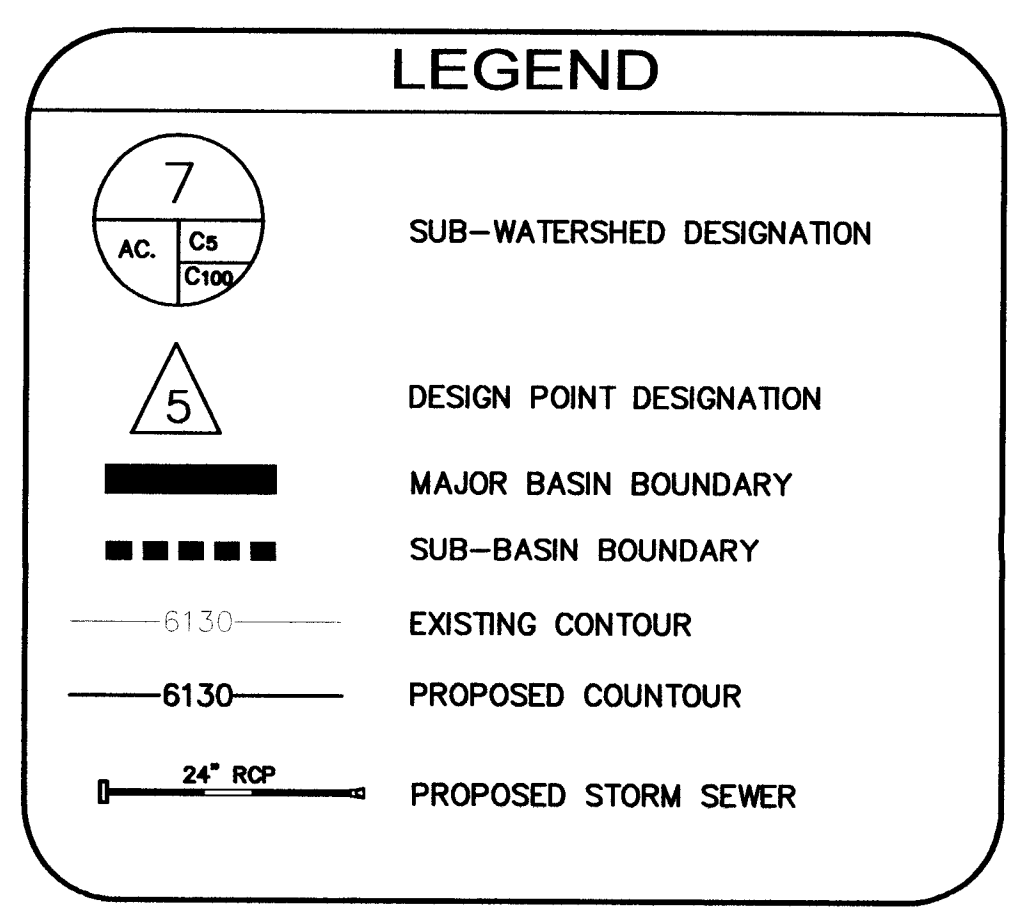 LEGEND
7
AC.
C5
C100
SUB-WATERSHED DESIGNATION
5
DESIGN POINT DESIGNATION
MAJOR BASIN BOUNDARY
SUB-BASIN BOUNDARY
6130
EXISTING CONTOUR
6130
PROPOSED COUNTOUR
24" RCP
PROPOSED STORM SEWER